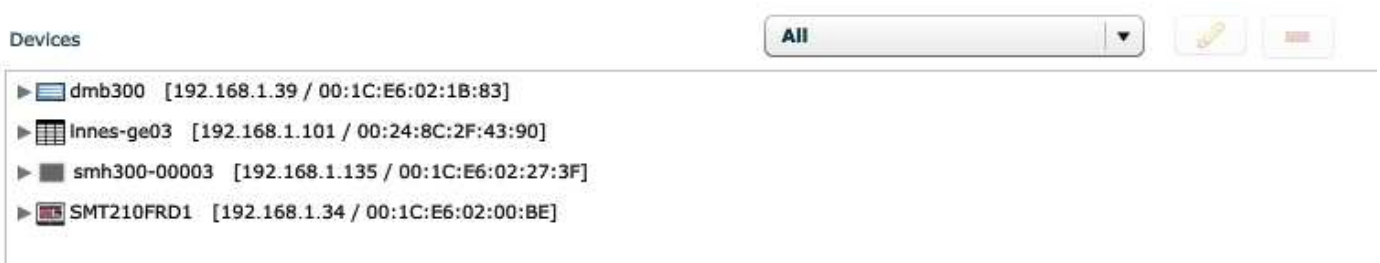 Devices
All
dmb300 [192.168.1.39 / 00:1C:E6:02:1B:83]
Innes-ge03 [192.168.1.101 / 00:24:8C:2F:43:90]
smh300-00003 [192.168.1.135 / 00:1C:E6:02:27:3F]
SMT210FRD1 [192.168.1.34 / 00:1C:E6:02:00:BE]